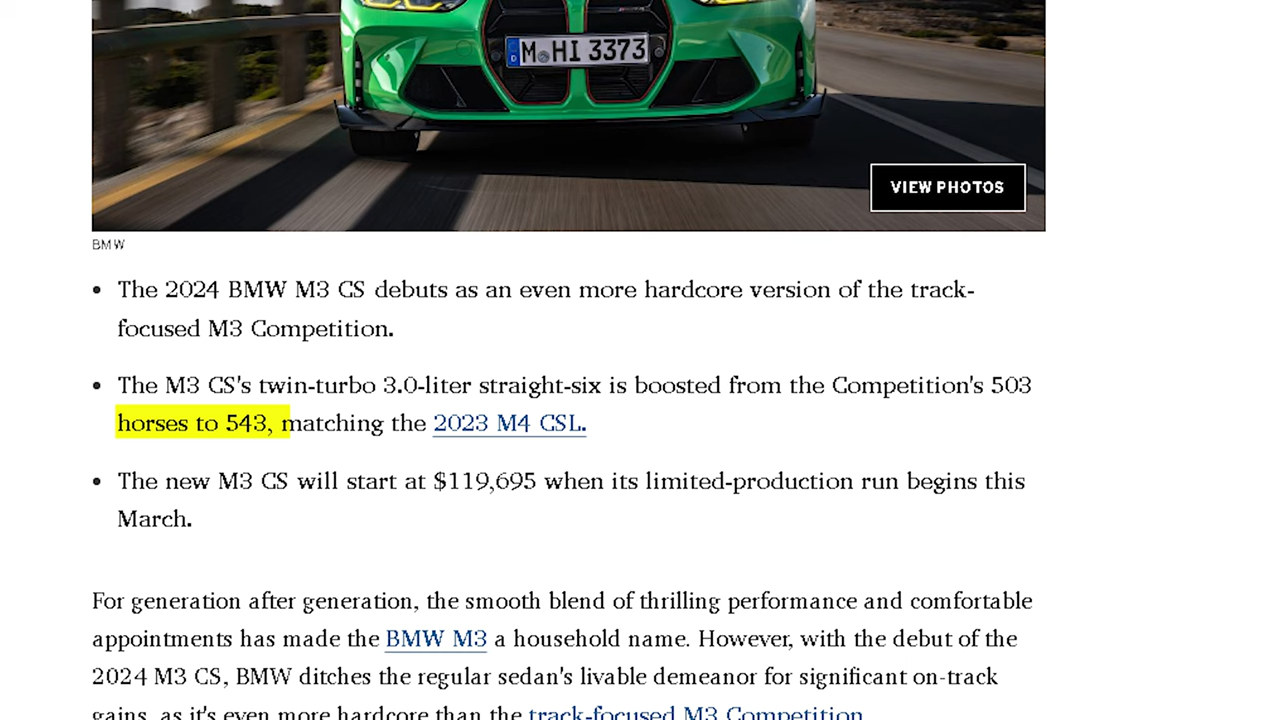 M HI 3373
VIEW PHOTOS
BMW
• The 2024 BMW M3 CS debuts as an even more hardcore version of the track-
focused M3 Competition.
• The M3 CS's twin-turbo 3.0-liter straight-six is boosted from the Competition's 503
horses to 543, matching the 2023 M4 CSL.
• The new M3 CS will start at $119,695 when its limited-production run begins this
March.
For generation after generation, the smooth blend of thrilling performance and comfortable
appointments has made the BMW M3 a household name. However, with the debut of the
2024 M3 CS, BMW ditches the regular sedan's livable demeanor for significant on-track
gains, as it's even more hardcore than the track-focused M3 Competition.